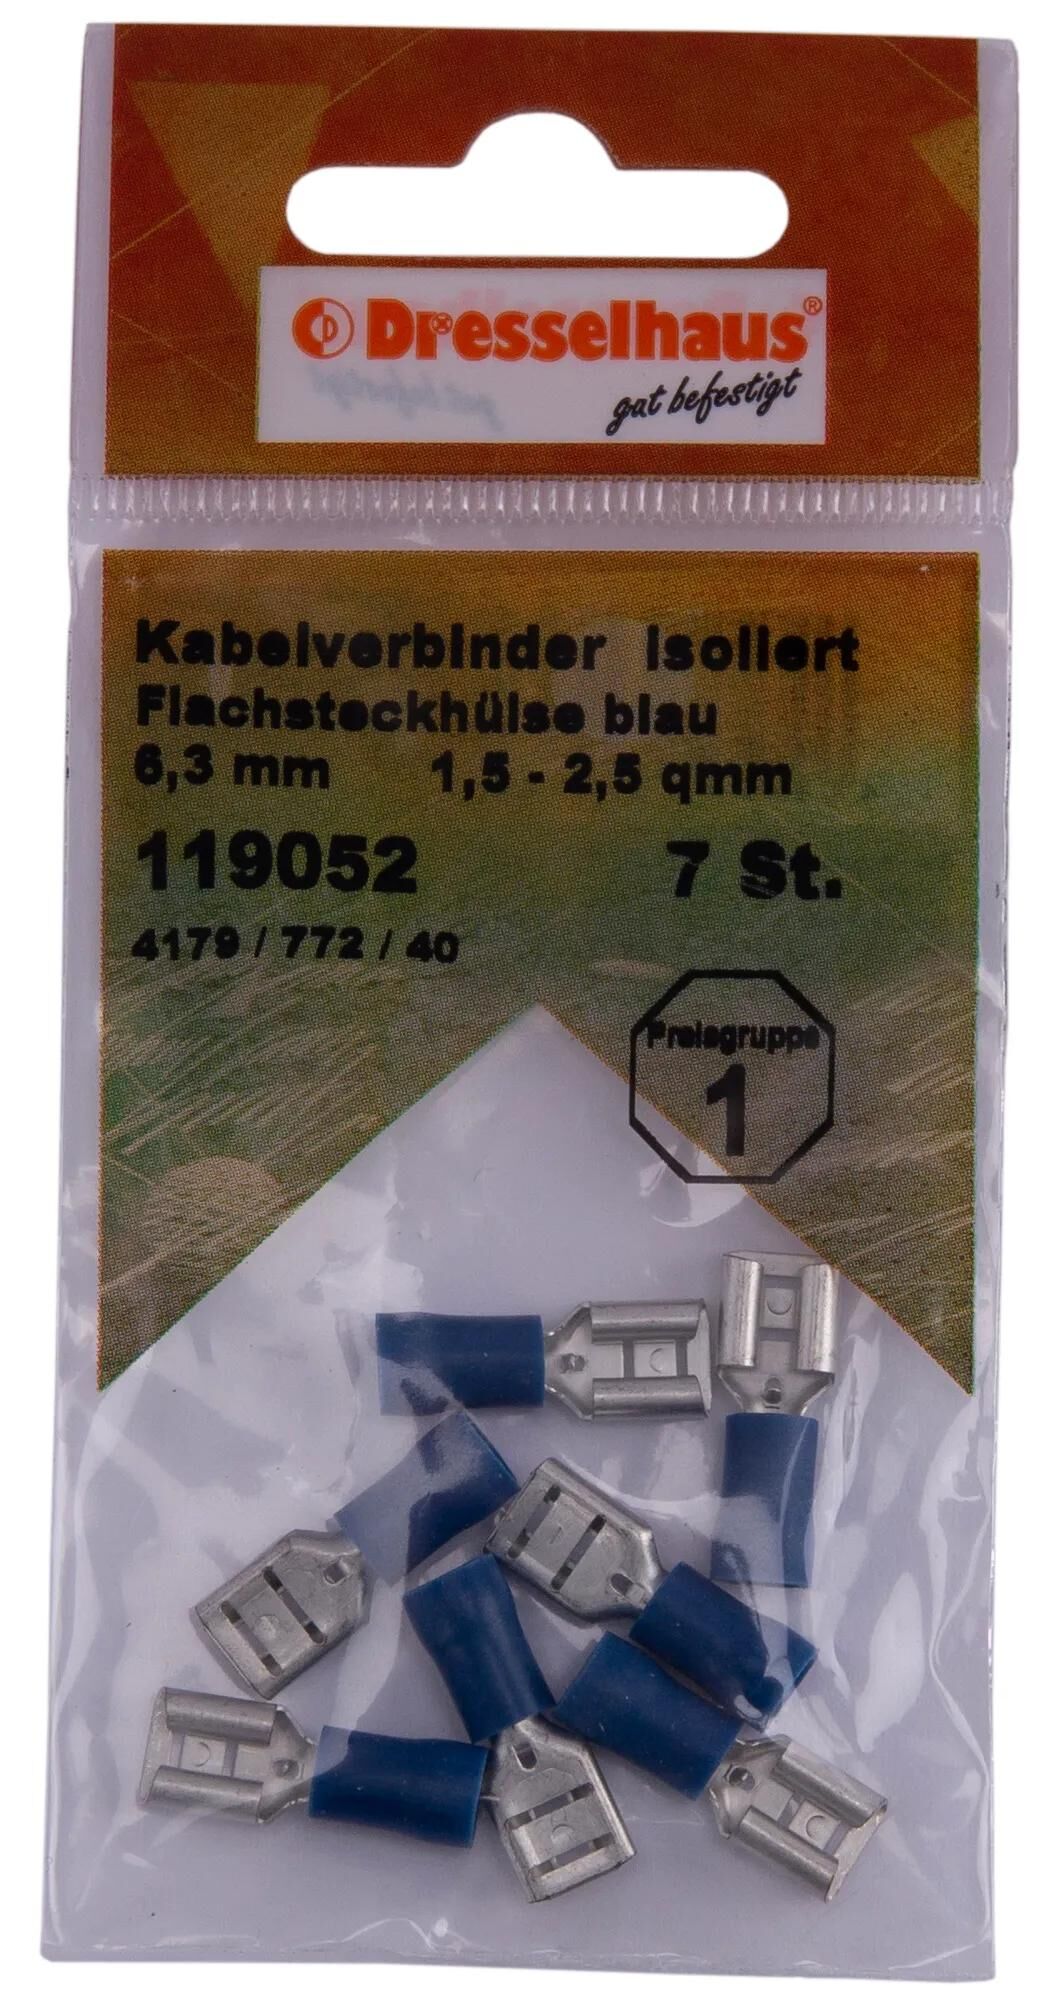 Dresselhaus®
gut befestigt
Kabelverbinder isoliert
Flachsteckhülse blau
6,3 mm 1,5 - 2,5 qmm
119052 7 St.
4179 / 772 / 40
Preisgruppe
1